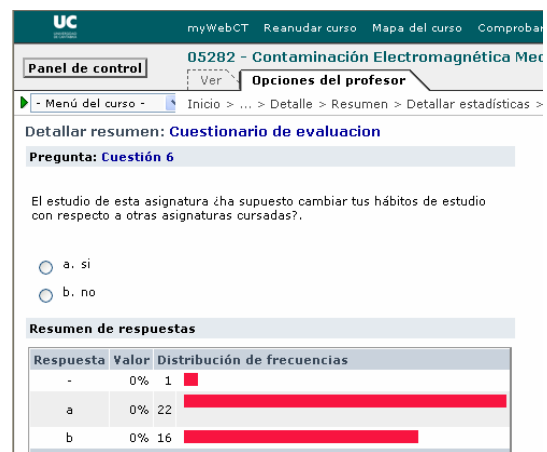 UC
myWebCT Reanudar curso Mapa del curso Comprobar
Panel de control
05282 - Contaminación Electromagnética Med
Ver Opciones del profesor
- Menú del curso -
Inicio > ... > Detalle > Resumen > Detallar estadísticas >
Detallar resumen: Cuestionario de evaluacion
Pregunta: Cuestión 6
El estudio de esta asignatura ¿ha supuesto cambiar tus hábitos de estudio
con respecto a otras asignaturas cursadas?.
a. si
b. no
Resumen de respuestas
Respuesta Valor Distribución de frecuencias
- 0% 1
a 0% 22
b 0% 16